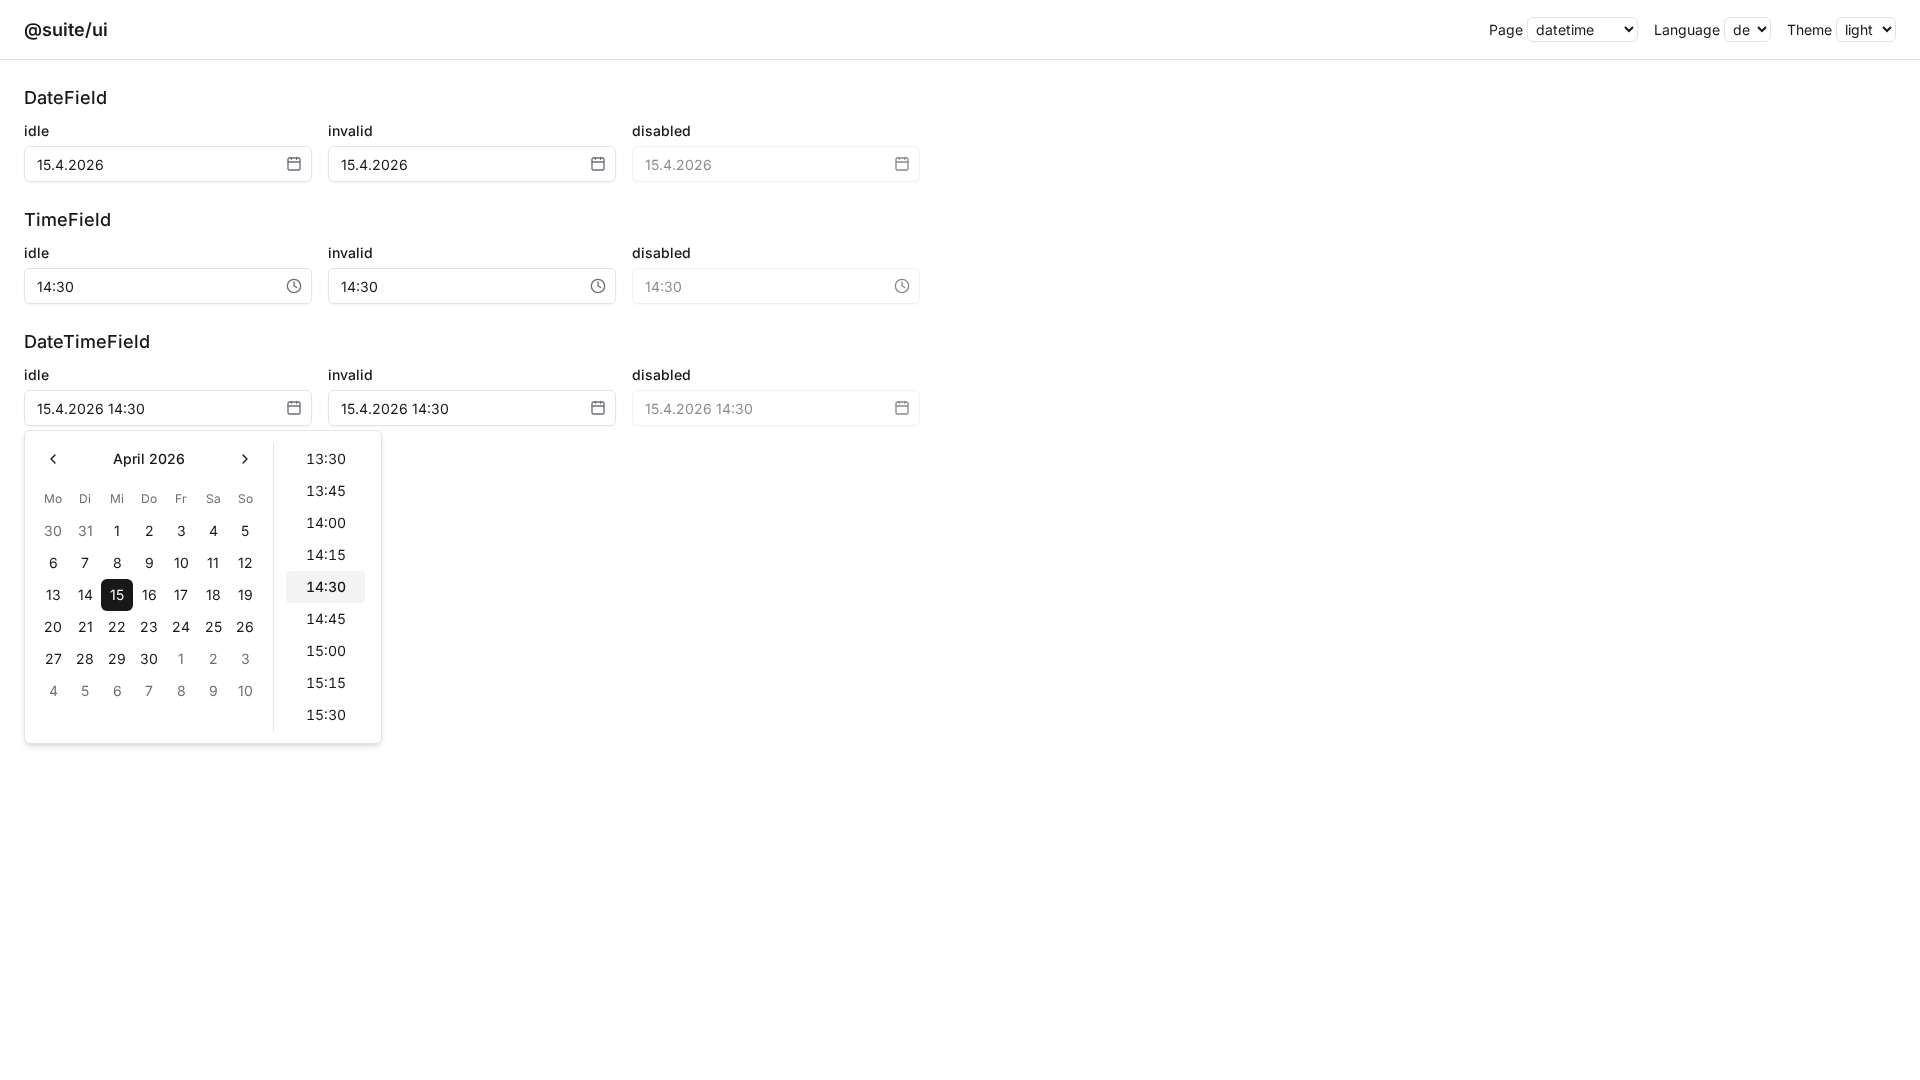 @suite/ui
Page datetime Language de Theme light
DateField
idle invalid disabled
15.4.2026 15.4.2026 15.4.2026
TimeField
idle invalid disabled
14:30 14:30 14:30
DateTimeField
idle invalid disabled
15.4.2026 14:30 15.4.2026 14:30 15.4.2026 14:30
April 2026
Mo Di Mi Do Fr Sa So
30 31 1 2 3 4 5
6 7 8 9 10 11 12
13 14 15 16 17 18 19
20 21 22 23 24 25 26
27 28 29 30 1 2 3
4 5 6 7 8 9 10
13:30
13:45
14:00
14:15
14:30
14:45
15:00
15:15
15:30